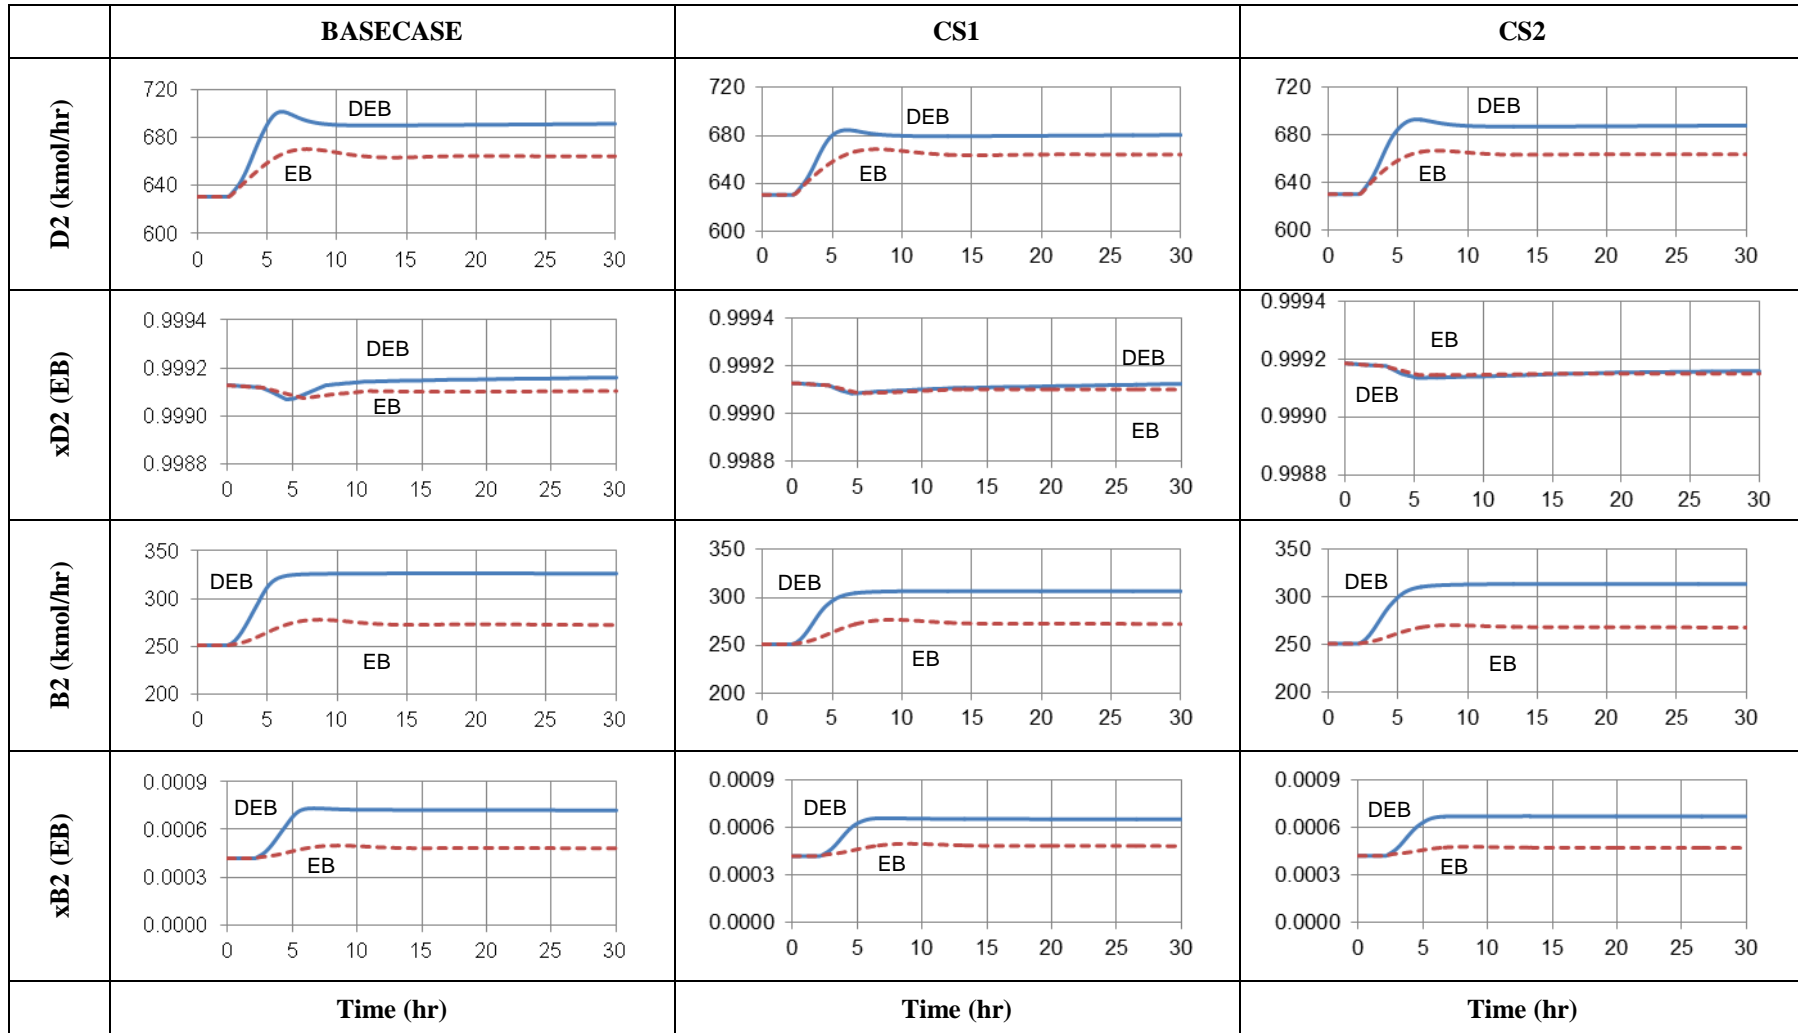 BASECASE CS1 CS2
D2 (kmol/hr)
720
680
640
600
DEB
EB
0 5 10 15 20 25 30
720
680
640
600
DEB
EB
0 5 10 15 20 25 30
720
680
640
600
DEB
EB
0 5 10 15 20 25 30
xD2 (EB)
0.9994
0.9992
0.9990
0.9988
DEB
EB
0 5 10 15 20 25 30
0.9994
0.9992
0.9990
0.9988
DEB
EB
0 5 10 15 20 25 30
0.9994
0.9992
0.9990
0.9988
EB
DEB
0 5 10 15 20 25 30
B2 (kmol/hr)
350
300
250
200
DEB
EB
0 5 10 15 20 25 30
350
300
250
200
DEB
EB
0 5 10 15 20 25 30
350
300
250
200
DEB
EB
0 5 10 15 20 25 30
xB2 (EB)
0.0009
0.0006
0.0003
0.0000
DEB
EB
0 5 10 15 20 25 30
0.0009
0.0006
0.0003
0.0000
DEB
EB
0 5 10 15 20 25 30
0.0009
0.0006
0.0003
0.0000
DEB
EB
0 5 10 15 20 25 30
Time (hr) Time (hr) Time (hr)